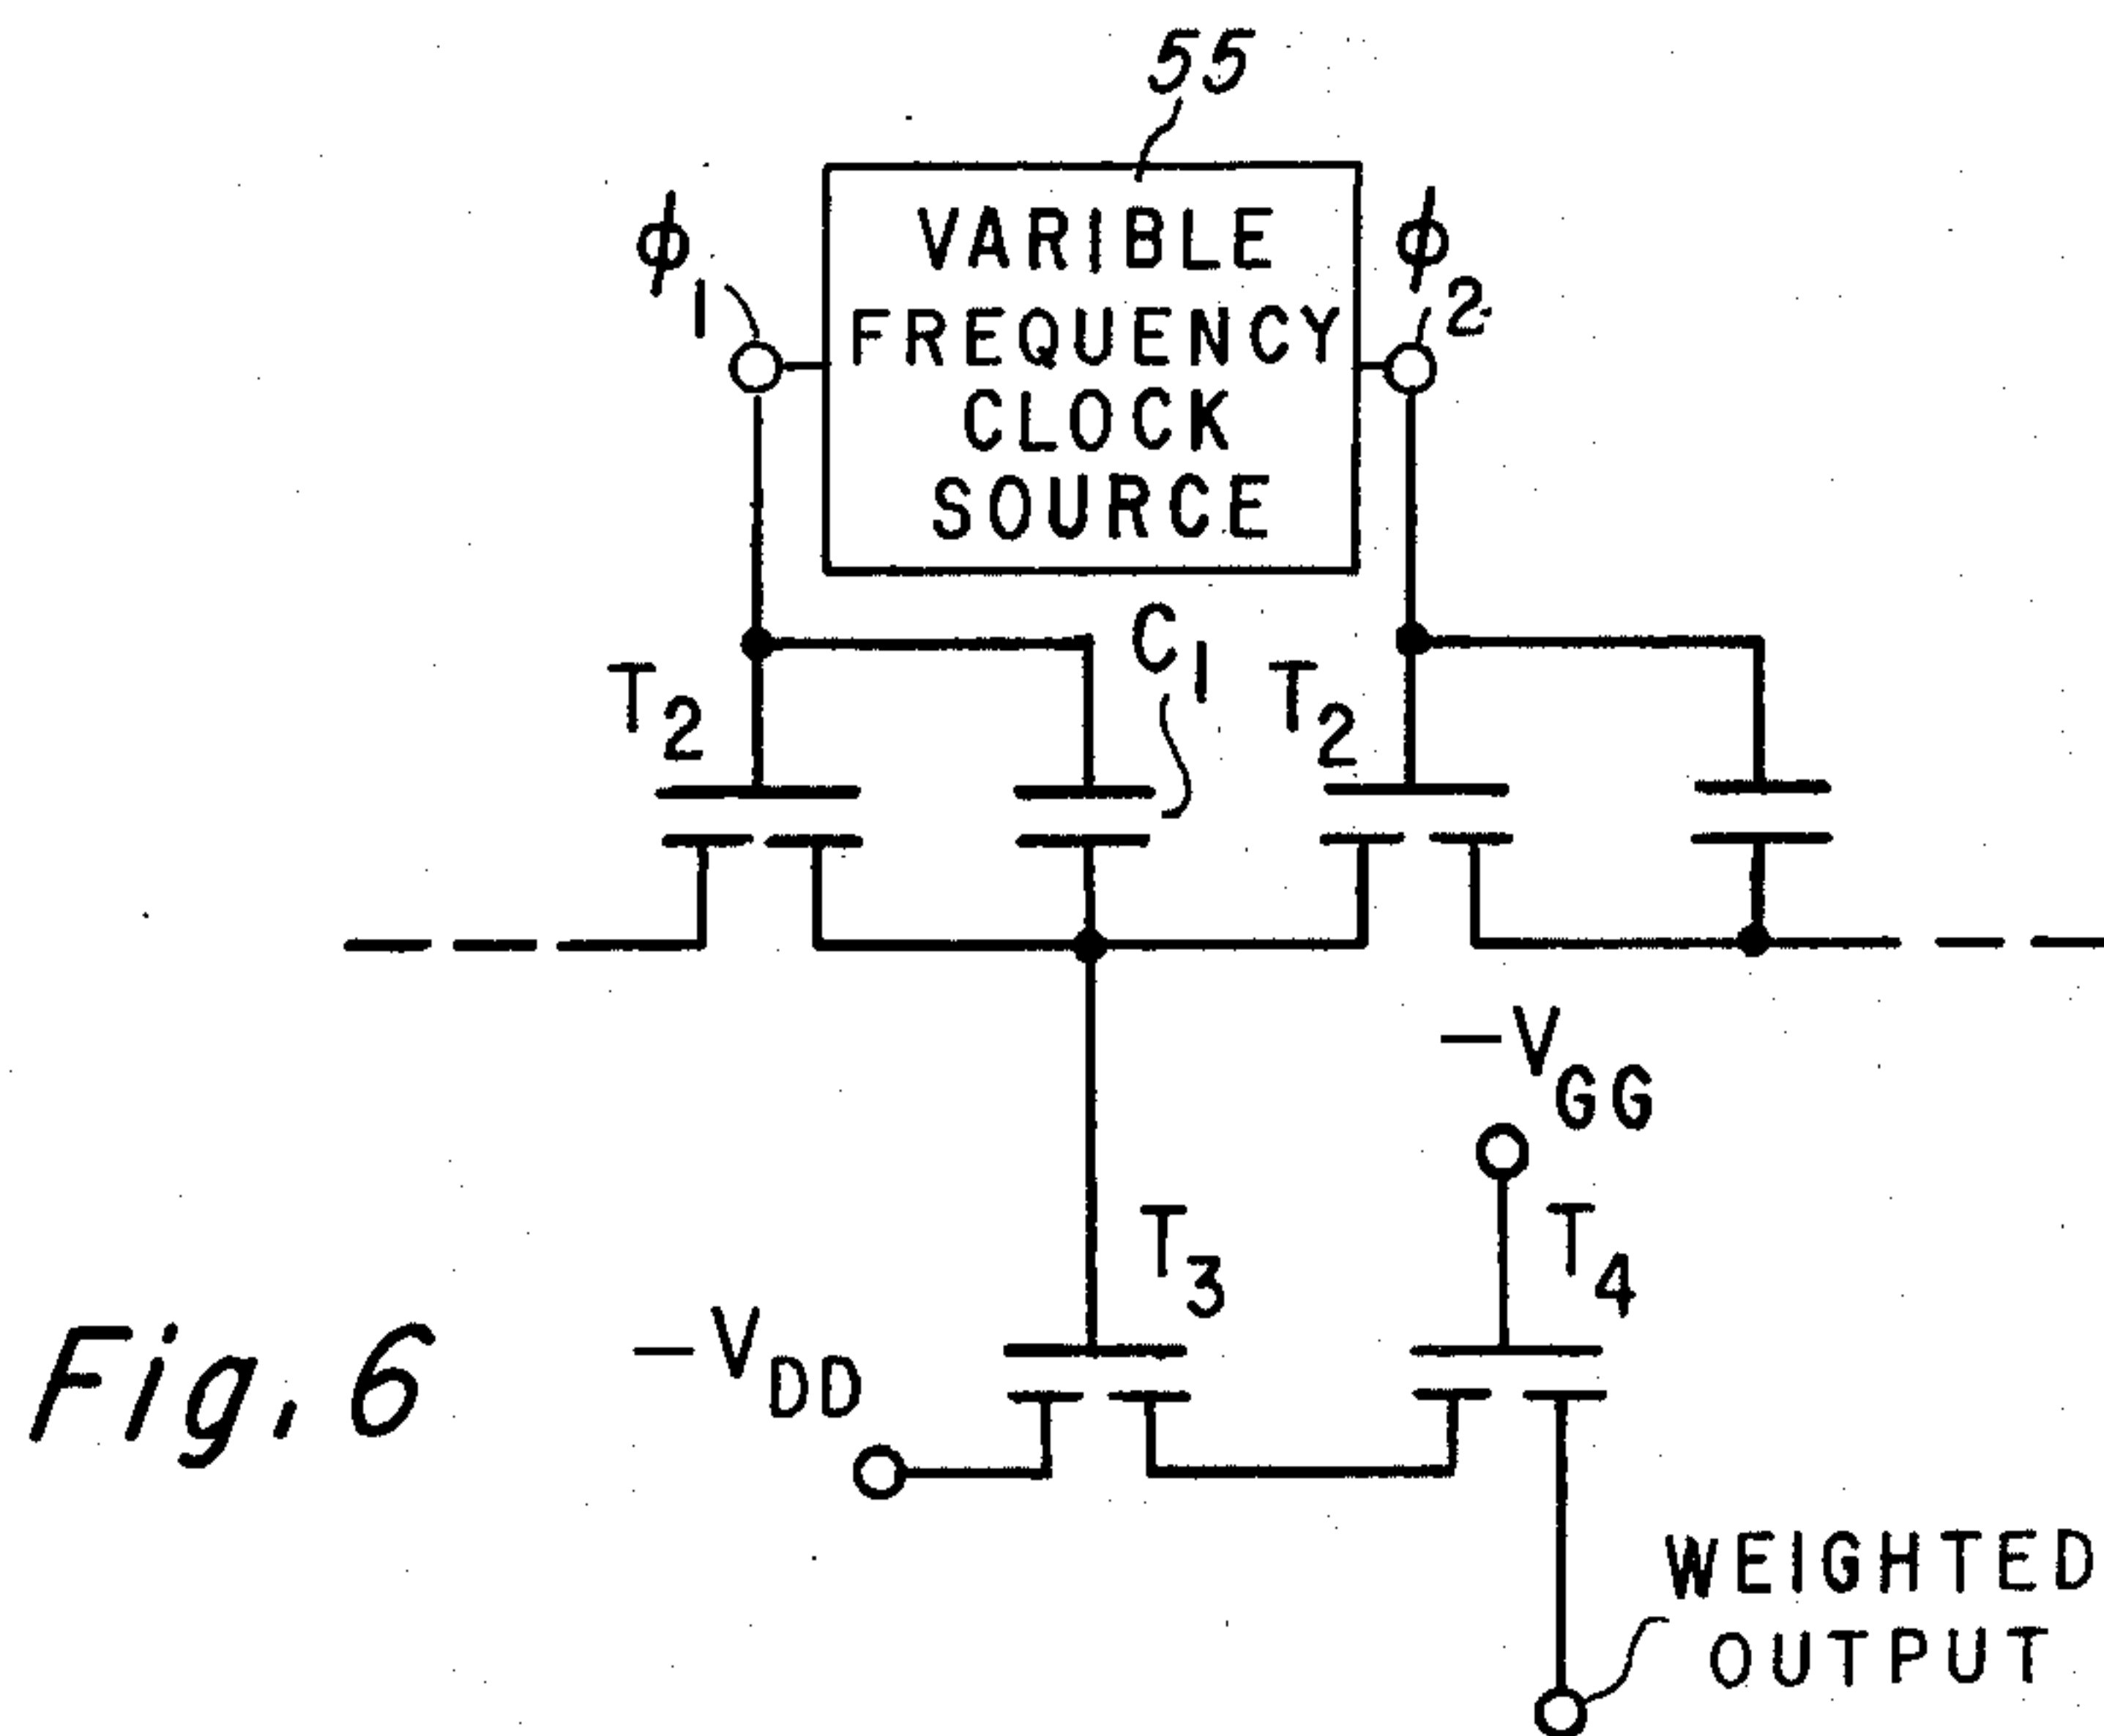 55
ϕ1
VARIBLE
FREQUENCY
CLOCK
SOURCE
ϕ2
T2
C1
T2
-VGG
T3
T4
-VDD
Fig. 6
WEIGHTED
OUTPUT